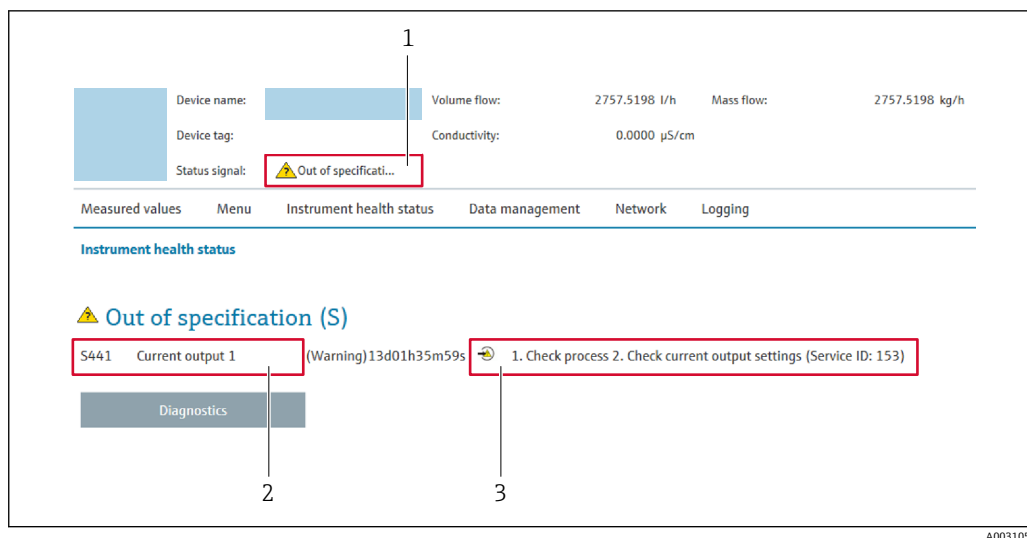 1
Device name: Volume flow: 2757.5198 l/h Mass flow: 2757.5198 kg/h
Device tag: Conductivity: 0.0000 µS/cm
Status signal: Out of specificati...
Measured values Menu Instrument health status Data management Network Logging
Instrument health status
Out of specification (S)
S441 Current output 1 (Warning)13d01h35m59s 1. Check process 2. Check current output settings (Service ID: 153)
Diagnostics
2 3